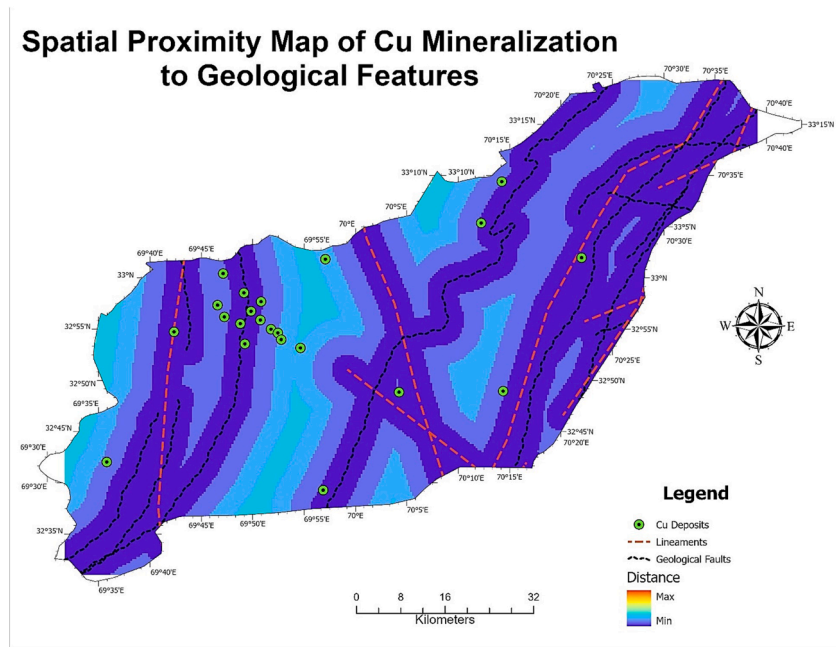 Spatial Proximity Map of Cu Mineralization
to Geological Features
70°25'E
70°30'E
70°35'E
70°20'E
70°40'E
33°15'N
33°15'N
70°15'E
70°40'E
33°10'N
33°10'N
70°35'E
70°5'E
70°E
70°30'E
69°55'E
69°45'E
69°40'E
33°N
33°N
N
W
E
S
32°55'N
32°55'N
70°25'E
32°50'N
32°50'N
69°35'E
32°45'N
70°20'E
69°30'E
69°30'E
70°10'E
70°15'E
Legend
69°45'E
69°50'E
69°55'E
70°E
70°5'E
32°35'N
Cu Deposits
Lineaments
Geological Faults
69°40'E
69°35'E
Distance
Max
Min
0 8 16 24 32
Kilometers